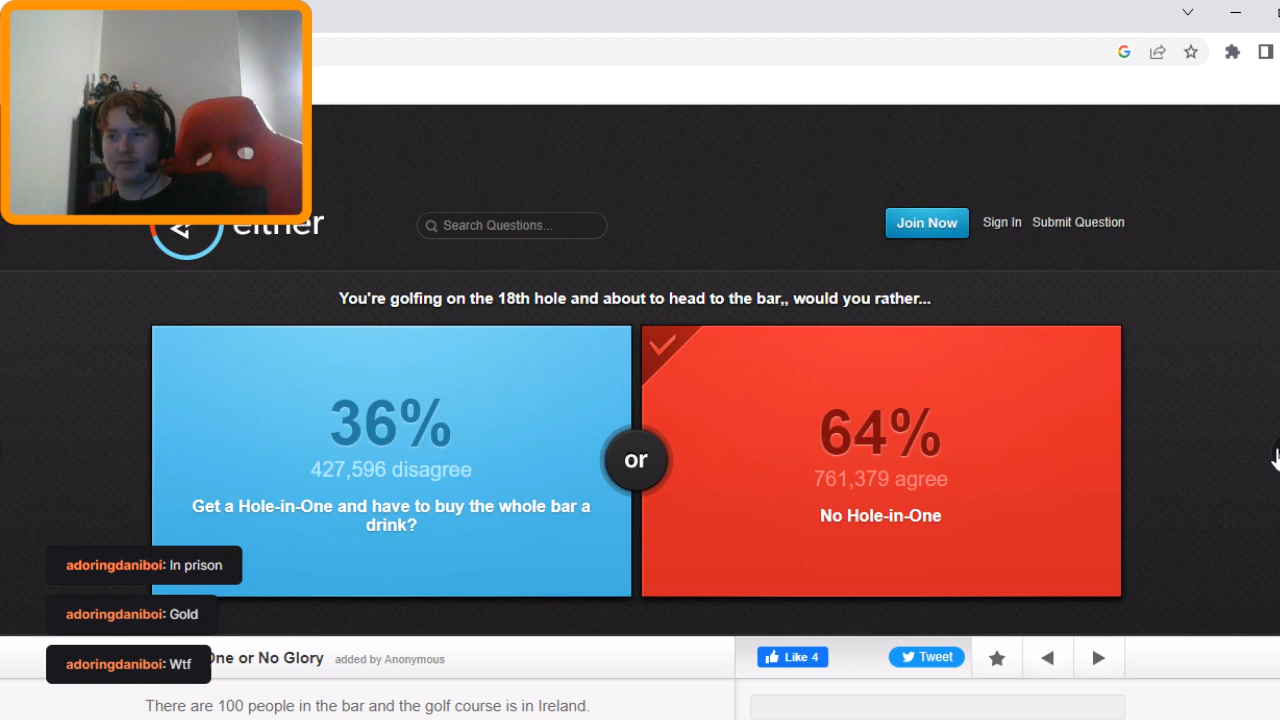 either
Search Questions...
Join Now
Sign In
Submit Question
You're golfing on the 18th hole and about to head to the bar,, would you rather...
36%
427,596 disagree
Get a Hole-in-One and have to buy the whole bar a
drink?
or
64%
761,379 agree
No Hole-in-One
adoringdaniboi: In prison
adoringdaniboi: Gold
adoringdaniboi: Wtf
One or No Glory
added by Anonymous
Like 4
Tweet
There are 100 people in the bar and the golf course is in Ireland.